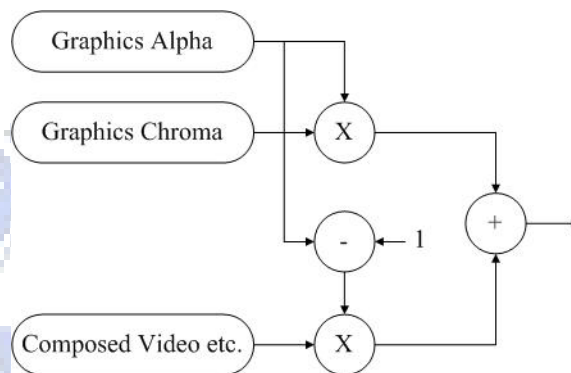 Graphics Alpha
Graphics Chroma
X
+
-
1
Composed Video etc.
X